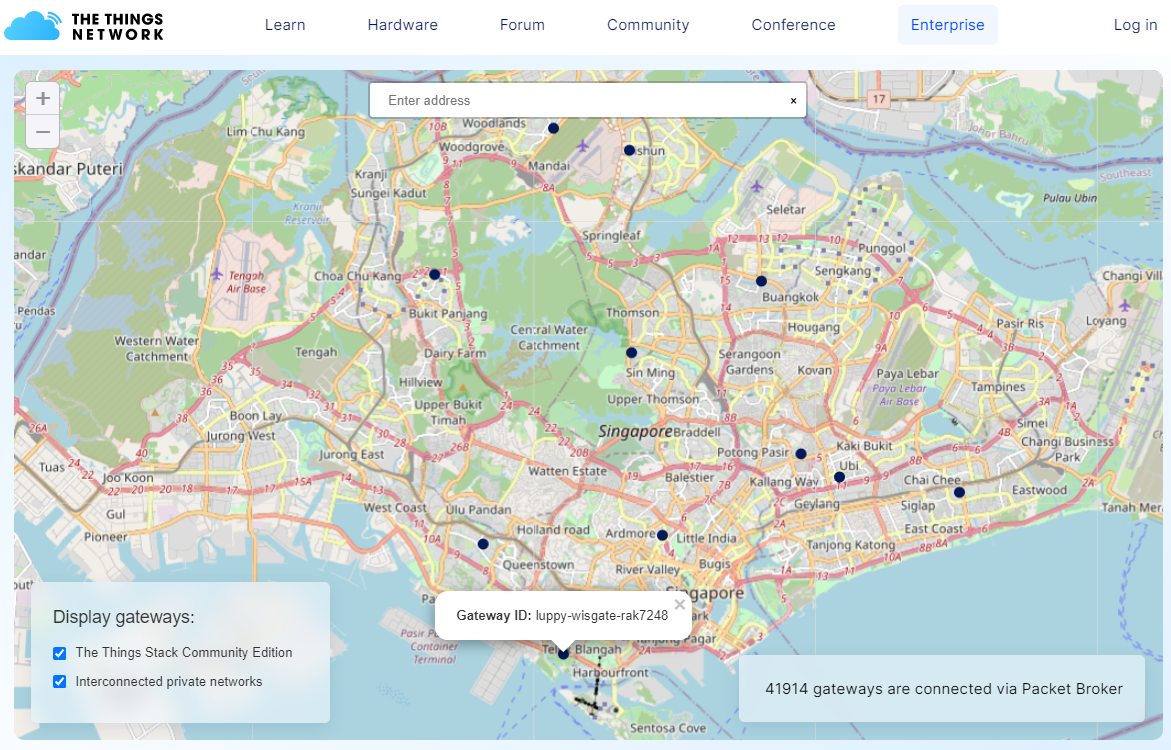 THE THINGS
NETWORK
Learn
Hardware
Forum
Community
Conference
Enterprise
Log in
+
−
Enter address
×
17
Woodlands
Lim Chu Kang
10B
Woodgrove
11
9
Mandai
8A
Johor Bahru
Iskandar Puteri
Kranji
Sungei Kadut
Southeast
Pulau Ubin
Kranji
Reservoir
Seletar
Springleaf
Punggol
Sengkang
Tengah
Air Base
Choa Chu Kang
Changi Vill
Pendas
Bukit Panjang
Buangkok
Thomson
Loyang
Western Water
Catchment
Central Water
Catchment
Hougang
Pasir Ris
Tengah
Dairy Farm
Serangoon
Gardens
Kovan
Sin Ming
Paya Lebar
Paya Lebar
Air Base
Tampines
Hillview
Upper Thomson
Upper Bukit
Timah
Boon Lay
Jurong West
26A
Singapore
Braddell
Simei
Changi Business
Park
Kaki Bukit
Potong Pasir
Jurong East
Tuas
Joo Koon
Watten Estate
Balestier
Kallang Way
Ubi
Chai Chee
Eastwood
Gul
Pioneer
West Coast
Ulu Pandan
Geylang
Siglap
Tanah Mer
Holland road
Ardmore
Little India
East Coast
Tanjong Katong
Queenstown
River Valley
Bugis
Singapore
Gateway ID: luppy-wisgate-rak7248
×
Pasir Panjang
Container
Terminal
Tanjong Pagar
Telok Blangah
Harbourfront
Sentosa Cove
Display gateways:
The Things Stack Community Edition
Interconnected private networks
41914 gateways are connected via Packet Broker